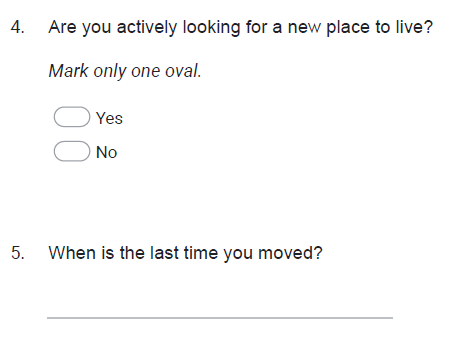 4. Are you actively looking for a new place to live?
Mark only one oval.
Yes
No
5. When is the last time you moved?